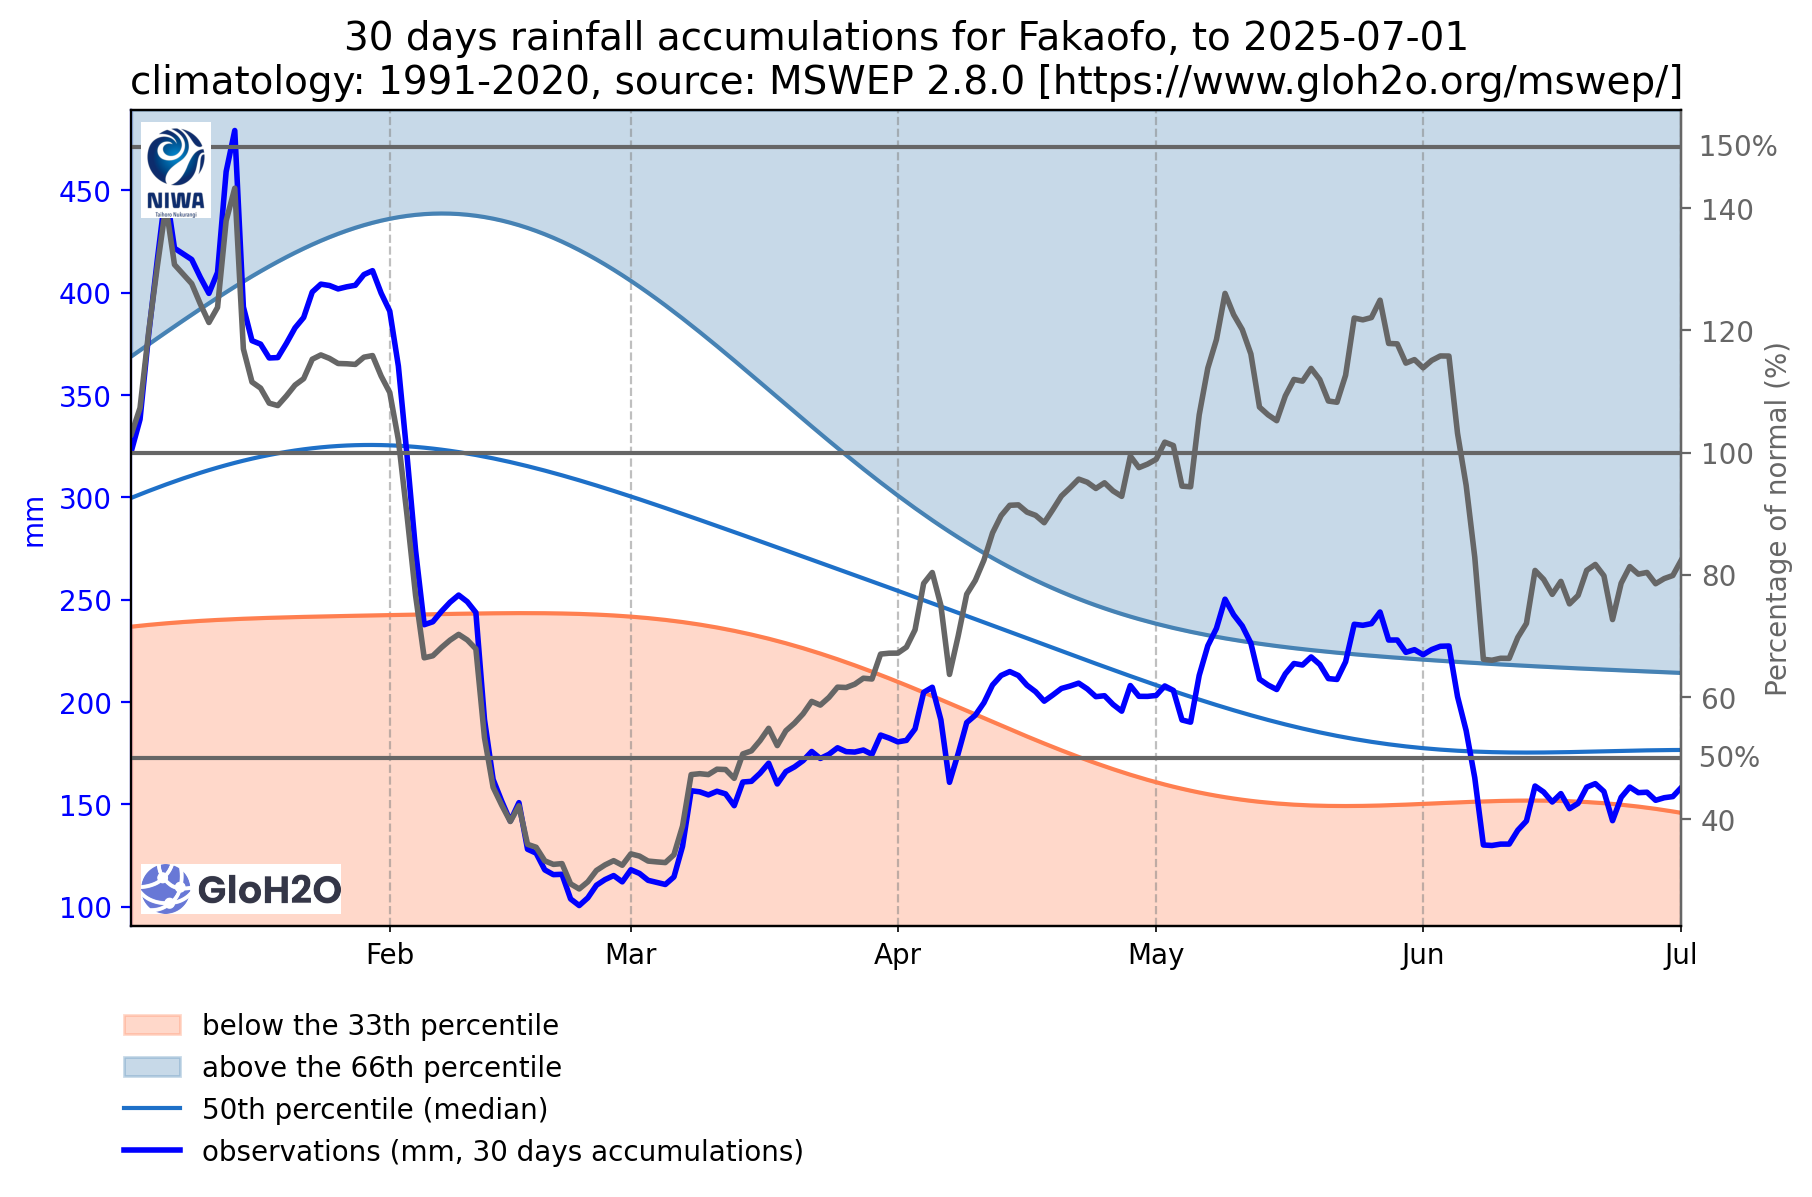 30 days rainfall accumulations for Fakaofo, to 2025-07-01
climatology: 1991-2020, source: MSWEP 2.8.0 [https://www.gloh2o.org/mswep/]
NIWA
Taihoro Nukurangi
150%
450
140
400
120
350
100
300
mm
Percentage of normal (%)
250
80
200
60
50%
150
40
GloH2O
100
Feb
Mar
Apr
May
Jun
Jul
below the 33th percentile
above the 66th percentile
50th percentile (median)
observations (mm, 30 days accumulations)